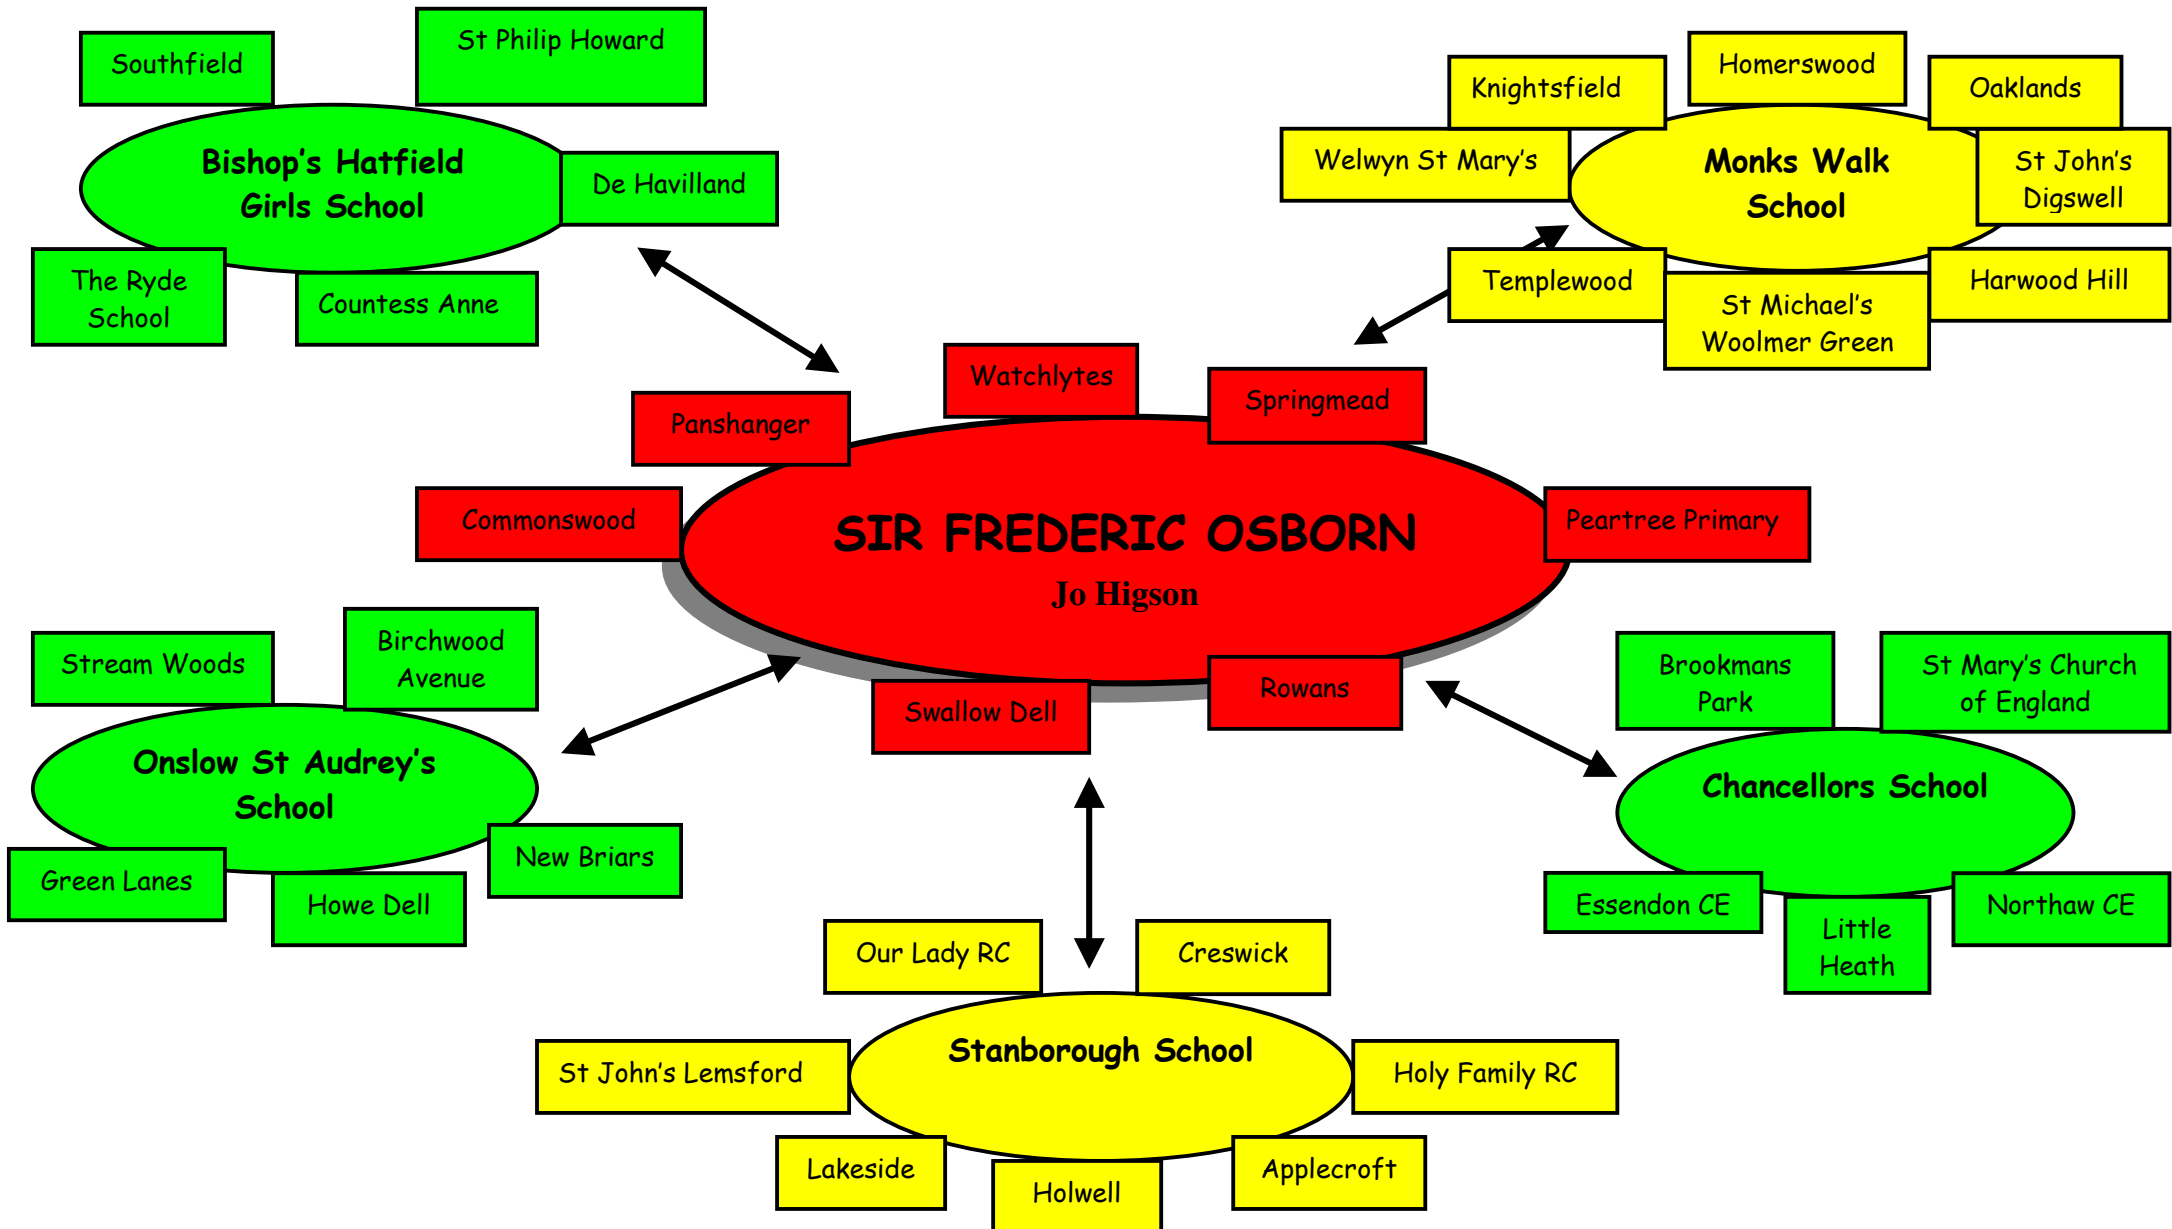 Southfield
St Philip Howard
Bishop’s Hatfield
Girls School
De Havilland
The Ryde
School
Countess Anne
Knightsfield
Homerswood
Oaklands
Welwyn St Mary’s
Monks Walk
School
St John’s
Digswell
Templewood
St Michael’s
Woolmer Green
Harwood Hill
Watchlytes
Springmead
Panshanger
Commonswood
SIR FREDERIC OSBORN
Jo Higson
Peartree Primary
Swallow Dell
Rowans
Stream Woods
Birchwood
Avenue
Onslow St Audrey’s
School
Green Lanes
Howe Dell
New Briars
Brookmans
Park
St Mary’s Church
of England
Chancellors School
Essendon CE
Little
Heath
Northaw CE
Our Lady RC
Creswick
St John’s Lemsford
Stanborough School
Holy Family RC
Lakeside
Holwell
Applecroft